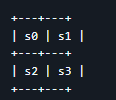 +---+---+
| s0 | s1 |
+---+---+
| s2 | s3 |
+---+---+